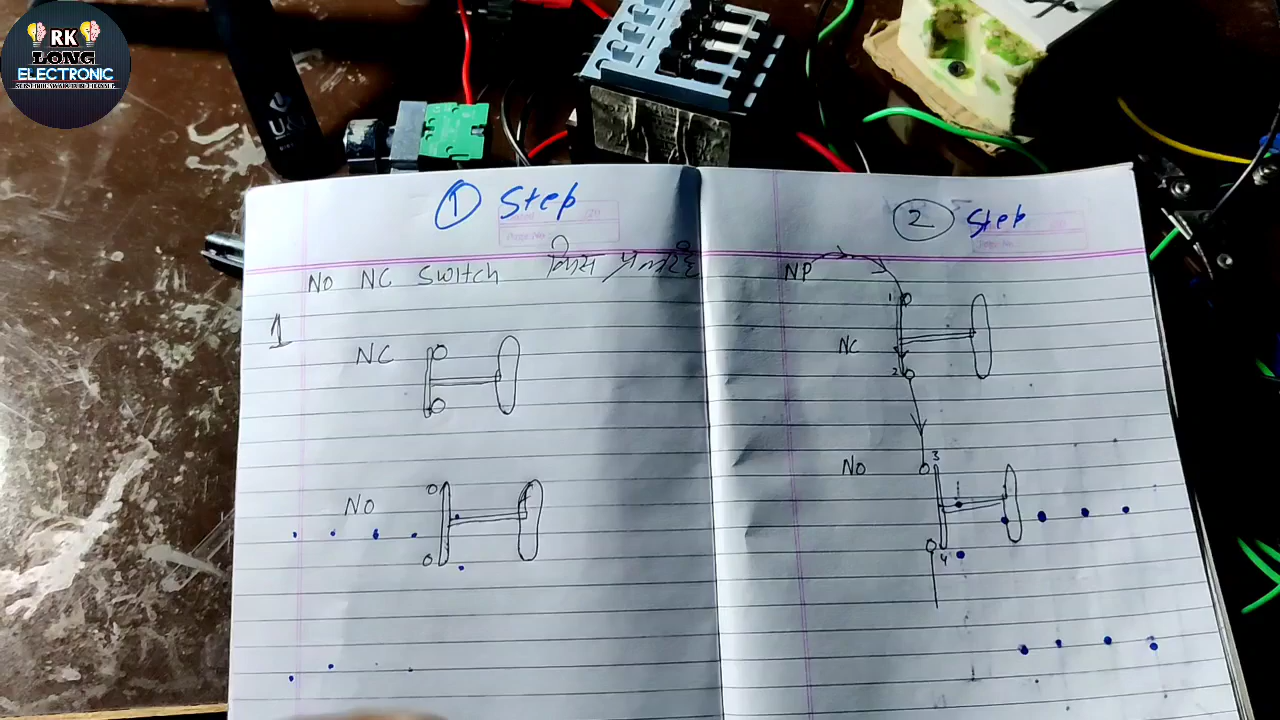 RK
LONG
ELECTRONIC
1 Step
NO NC Switch
1
NC
NO
2 Step
NP
1
NC
2
3
NO
4